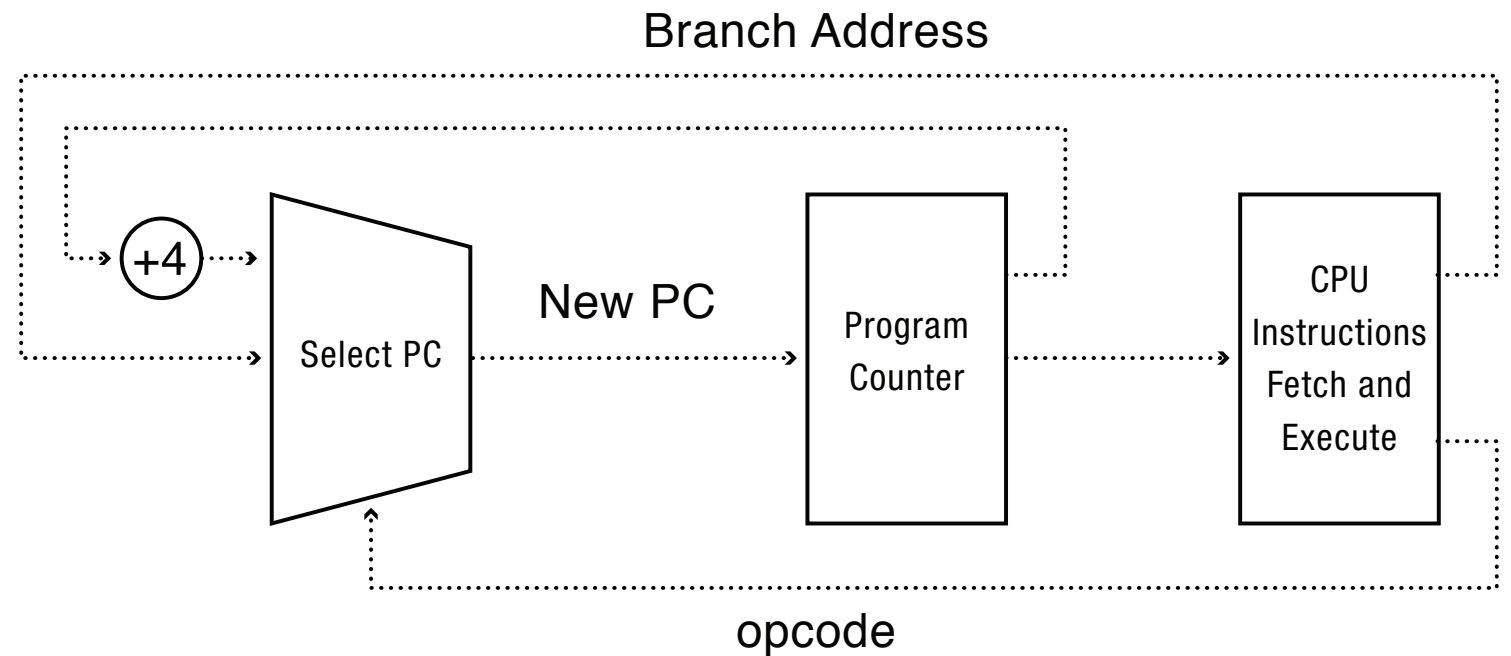 Branch Address
+4
Select PC
New PC
Program
Counter
CPU
Instructions
Fetch and
Execute
opcode